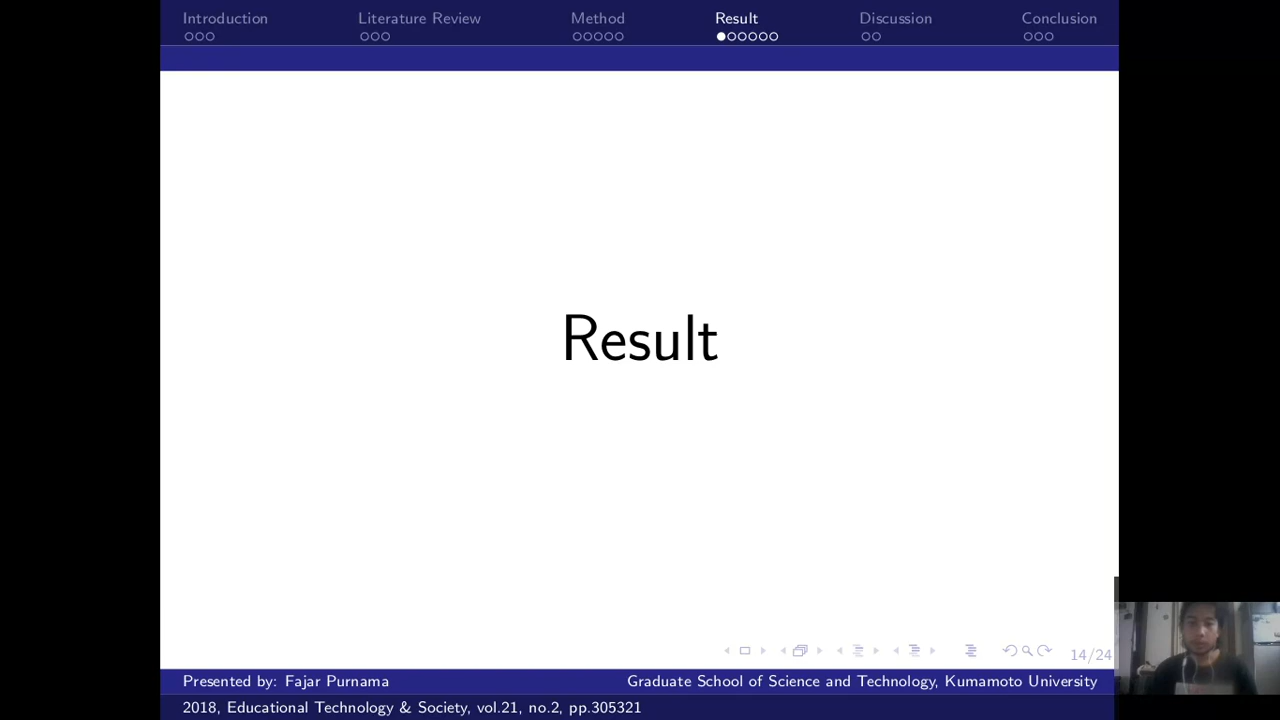 Introduction Literature Review Method Result Discussion Conclusion
Result
14/24
Presented by: Fajar Purnama Graduate School of Science and Technology, Kumamoto University
2018, Educational Technology & Society, vol.21, no.2, pp.305321